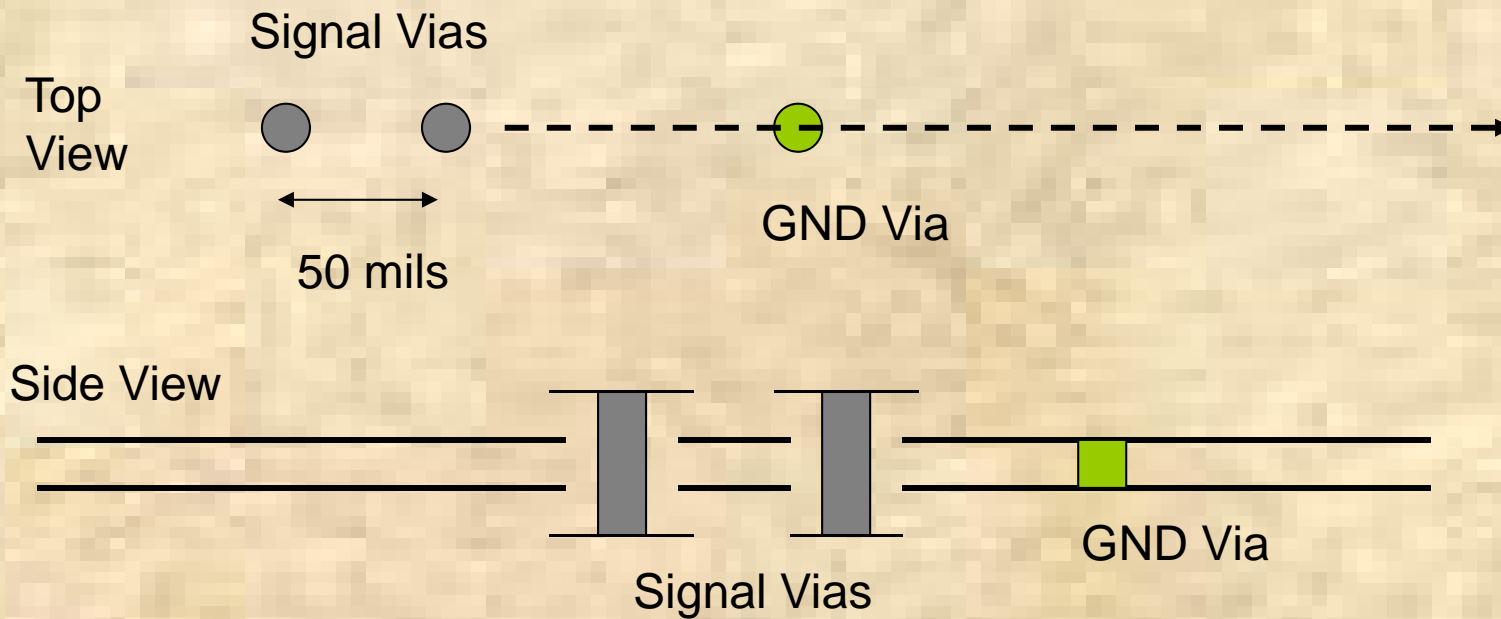 Signal Vias
Top
View
GND Via
50 mils
Side View
GND Via
Signal Vias